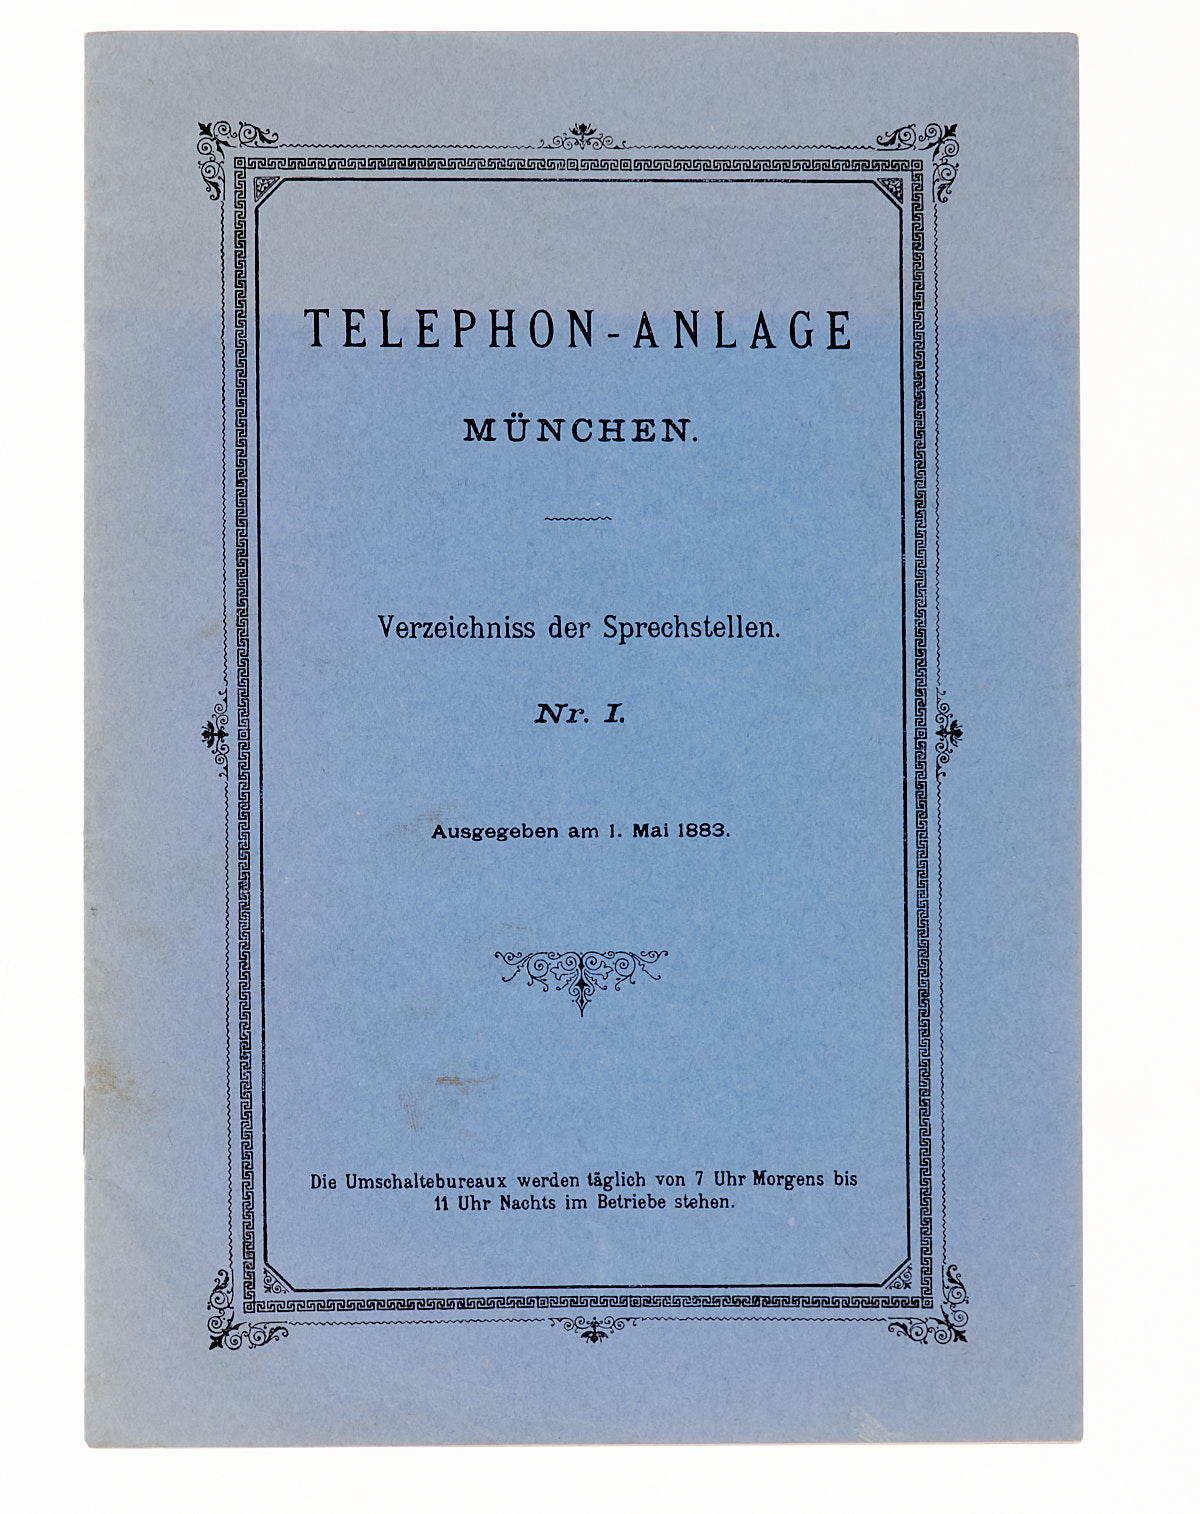 TELEPHON-ANLAGE
MÜNCHEN.
Verzeichniss der Sprechstellen.
Nr. I.
Ausgegeben am 1. Mai 1883.
Die Umschaltebureaux werden täglich von 7 Uhr Morgens bis
11 Uhr Nachts im Betriebe stehen.